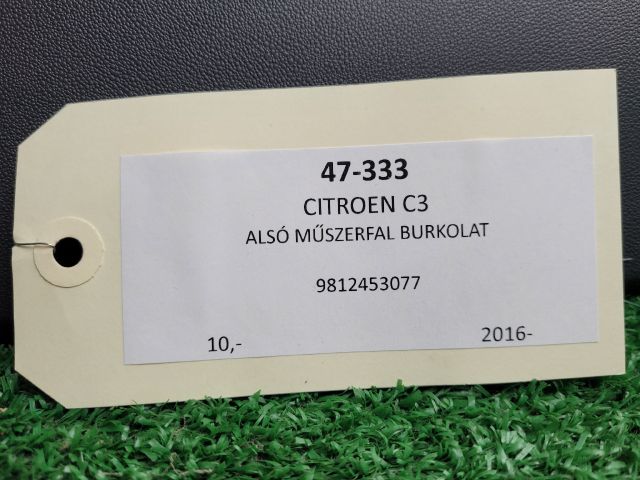 47-333
CITROEN C3
ALSÓ MŰSZERFAL BURKOLAT
9812453077
10,- 2016-